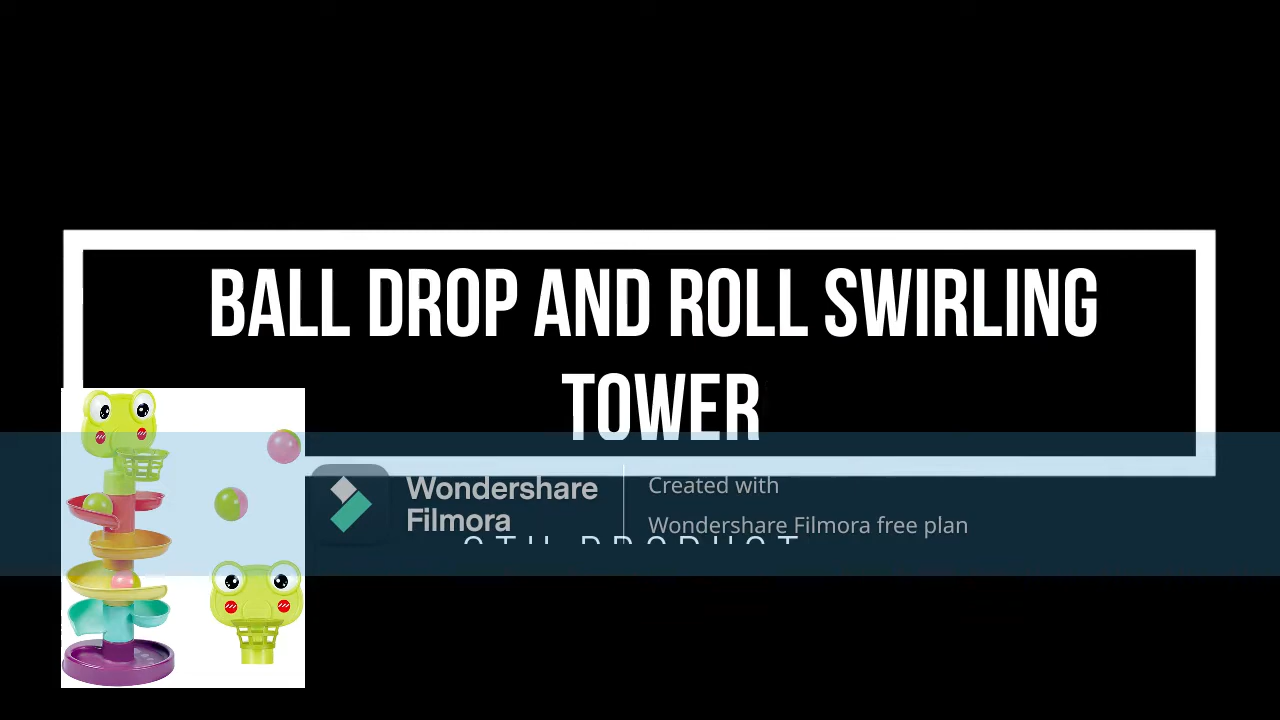 BALL DROP AND ROLL SWIRLING
TOWER
Wondershare
Filmora
Created with
Wondershare Filmora free plan